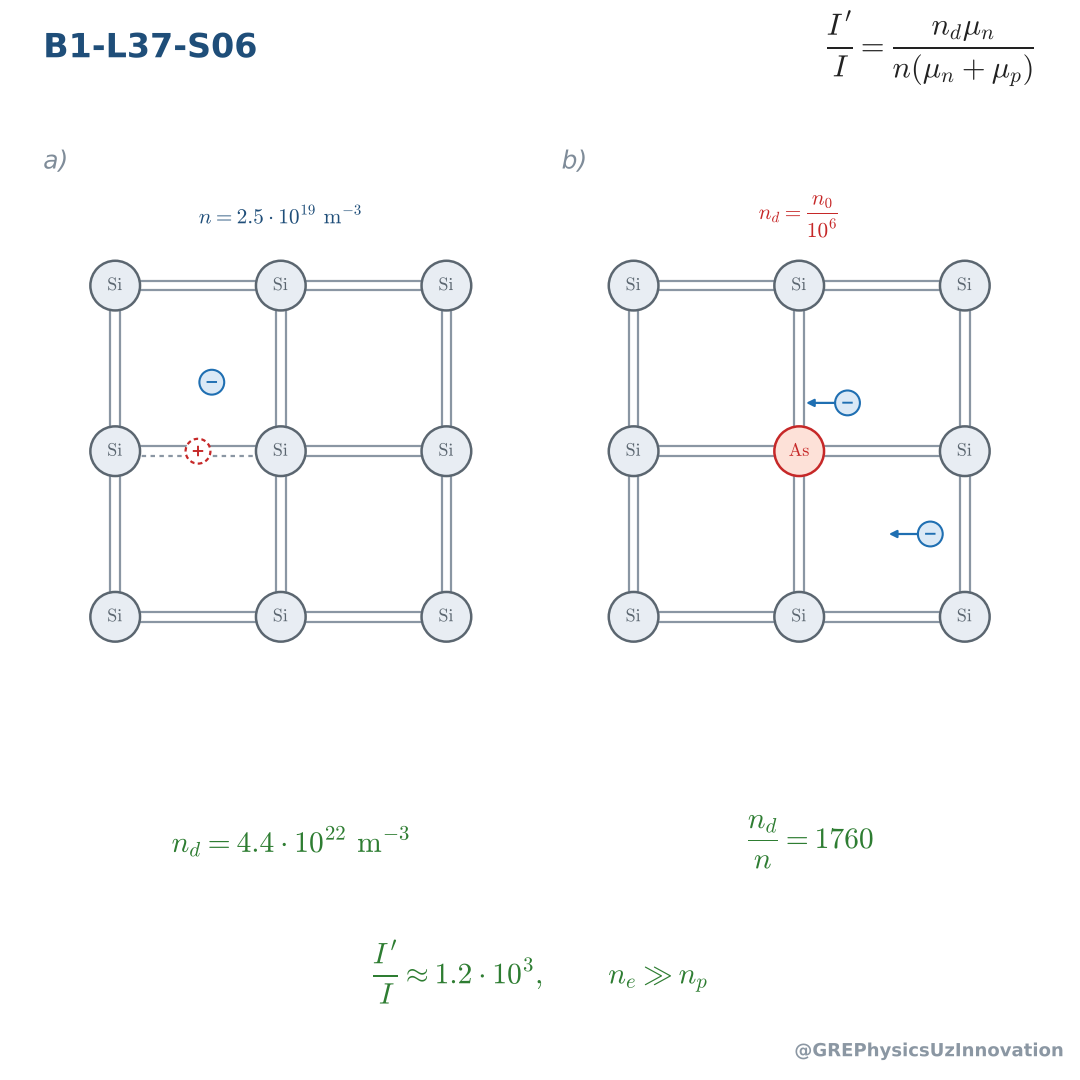 B1-L37-S06
I′/I = n_dμ_n/n(μ_n + μ_p)
a)
b)
n = 2.5 · 10^19 m^−3
n_d = n_0/10^6
Si Si Si
Si Si Si
−
−
Si + Si Si
Si As Si
−
Si Si Si
Si Si Si
n_d = 4.4 · 10^22 m^−3
n_d/n = 1760
I′/I ≈ 1.2 · 10^3, n_e ≫ n_p
@GREPhysicsUzInnovation